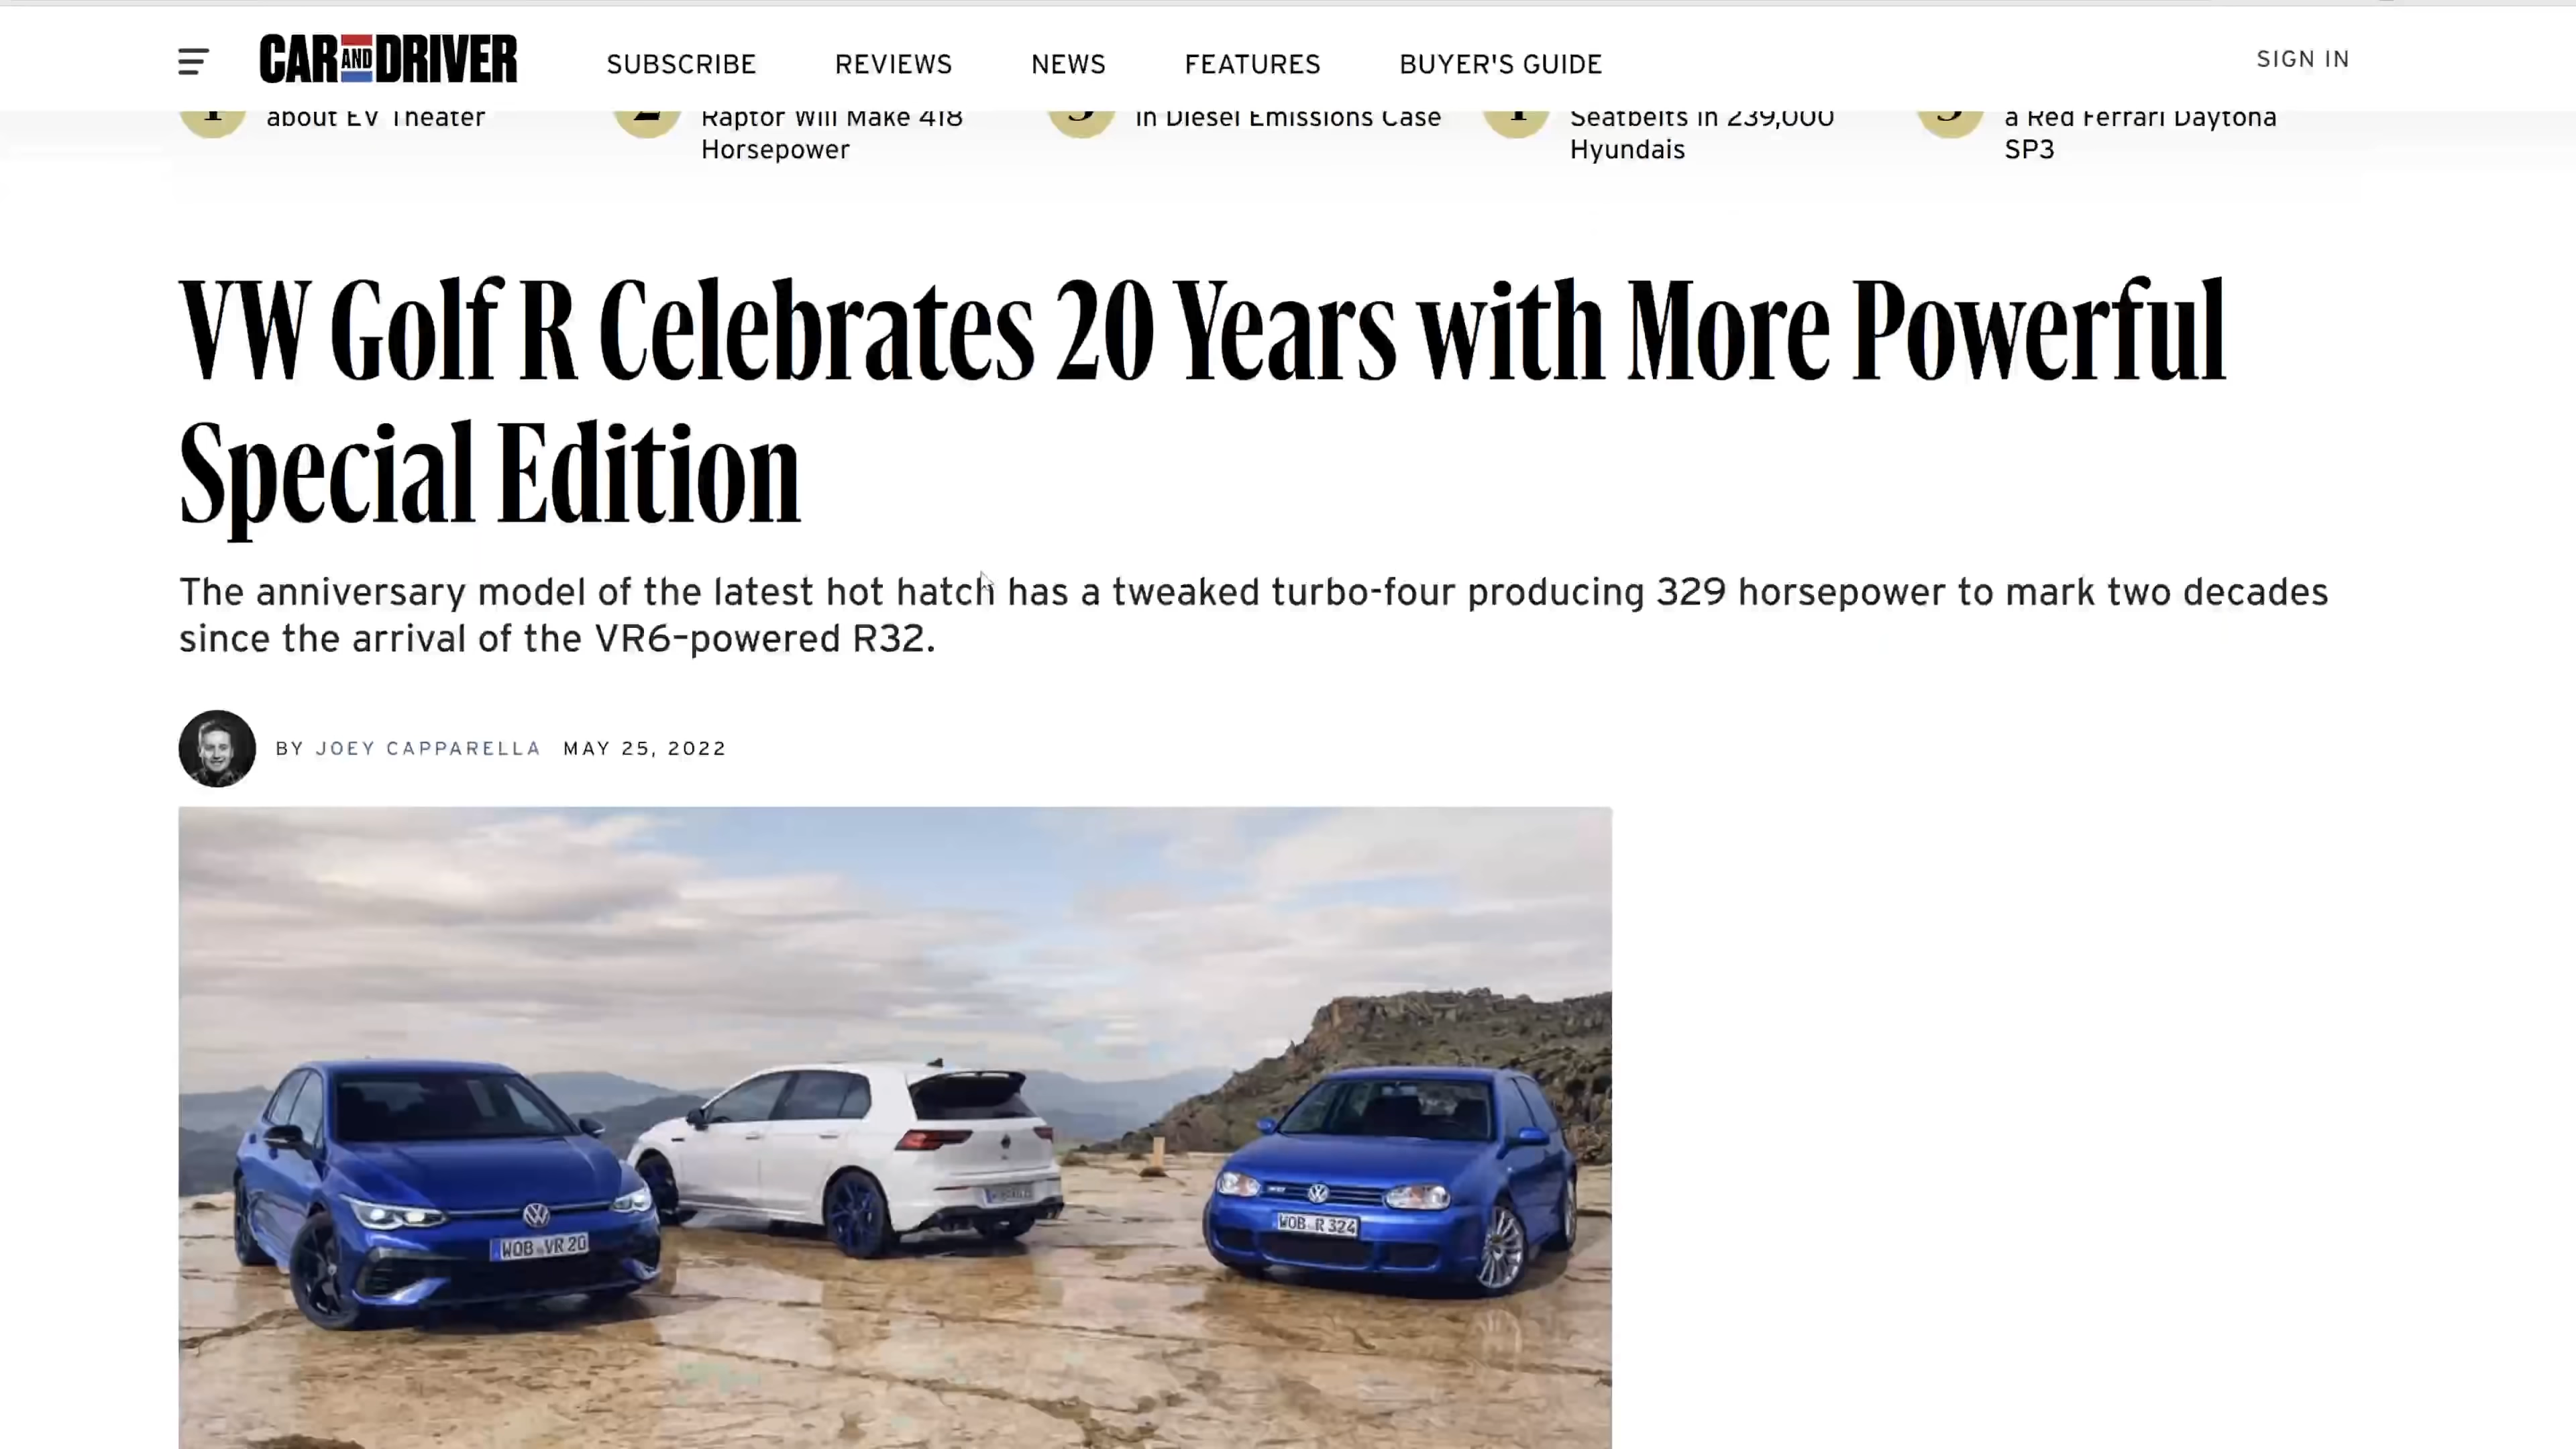 CAR AND DRIVER
SUBSCRIBE
REVIEWS
NEWS
FEATURES
BUYER'S GUIDE
SIGN IN
about EV Theater
Raptor Will Make 418
Horsepower
in Diesel Emissions Case
Seatbelts in 239,000
Hyundais
a Red Ferrari Daytona
SP3
VW Golf R Celebrates 20 Years with More Powerful
Special Edition
The anniversary model of the latest hot hatch has a tweaked turbo-four producing 329 horsepower to mark two decades
since the arrival of the VR6-powered R32.
BY JOEY CAPPARELLA MAY 25, 2022
WOB VR 20
WOB R 324